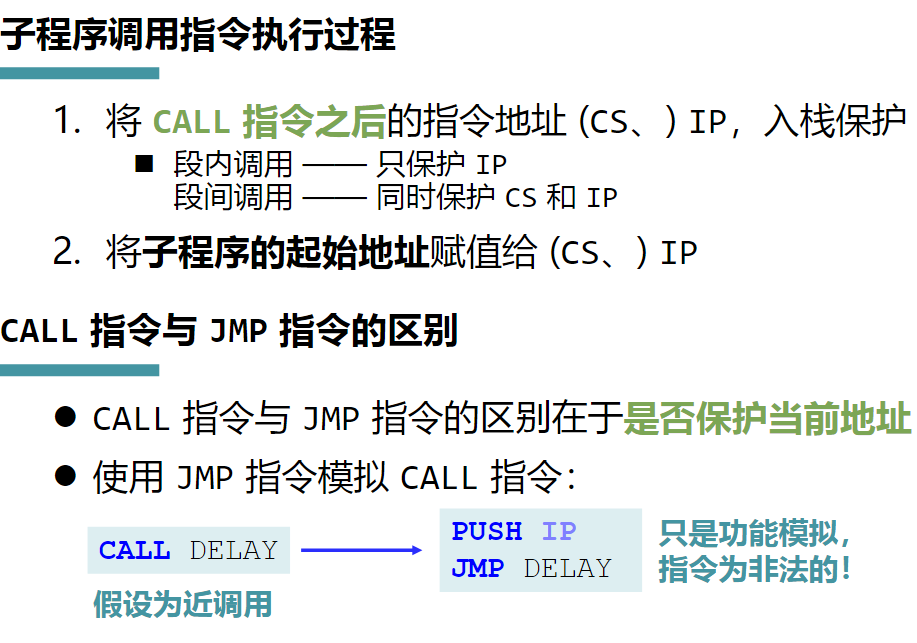 子程序调用指令执行过程
1. 将 CALL 指令之后的指令地址 (CS、) IP，入栈保护
■ 段内调用 —— 只保护 IP
段间调用 —— 同时保护 CS 和 IP
2. 将子程序的起始地址赋值给 (CS、) IP
CALL 指令与 JMP 指令的区别
● CALL 指令与 JMP 指令的区别在于是否保护当前地址
● 使用 JMP 指令模拟 CALL 指令：
CALL DELAY
假设为近调用
PUSH IP
JMP DELAY
只是功能模拟，
指令为非法的！